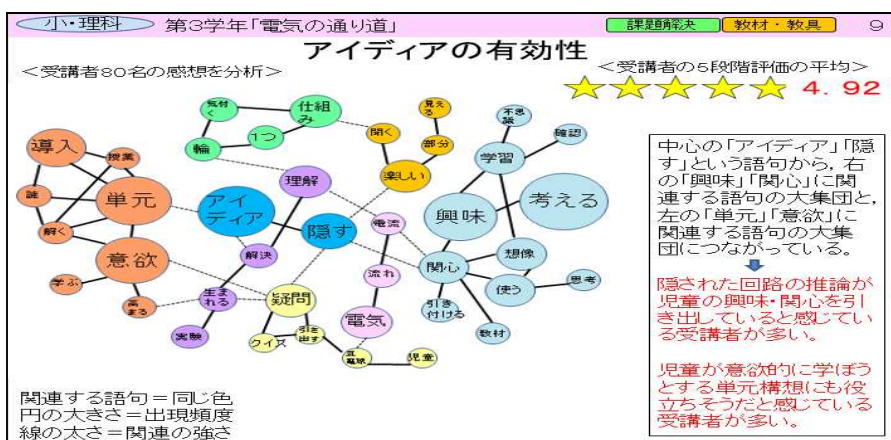 小・理科
第3学年「電気の通り道」
課題解決
教材・教具
9
アイディアの有効性
＜受講者80名の感想を分析＞
＜受講者の5段階評価の平均＞
4.92
気付く
仕組み
1つ
輪
見える
聞く
部分
楽しい
不思議
確認
学習
導入
授業
謎
単元
解く
意欲
学ぶ
高まる
アイディア
隠す
理解
解決
生まれる
実験
疑問
クイズ
引き出す
豆電球
児童
電流
流れ
電気
興味
考える
関心
想像
使う
思考
引き付ける
教材
中心の「アイディア」「隠
す」という語句から，右
の「興味」「関心」に関
連する語句の大集団と，
左の「単元」「意欲」に
関連する語句の大集
団につながっている。
隠された回路の推論が
児童の興味・関心を引
き出していると感じてい
る受講者が多い。
児童が意欲的に学ぼう
とする単元構想にも役
立ちそうだと感じている
受講者が多い。
関連する語句＝同じ色
円の大きさ＝出現頻度
線の太さ＝関連の強さ